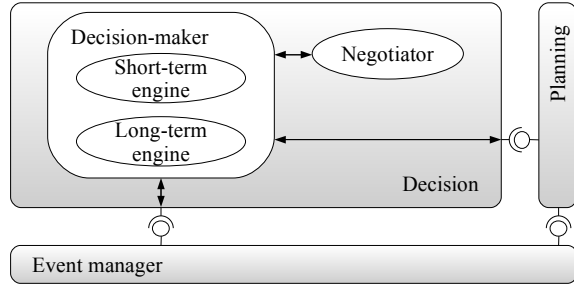 Decision-maker
Short-term
engine
Long-term
engine
Negotiator
Decision
Planning
Event manager